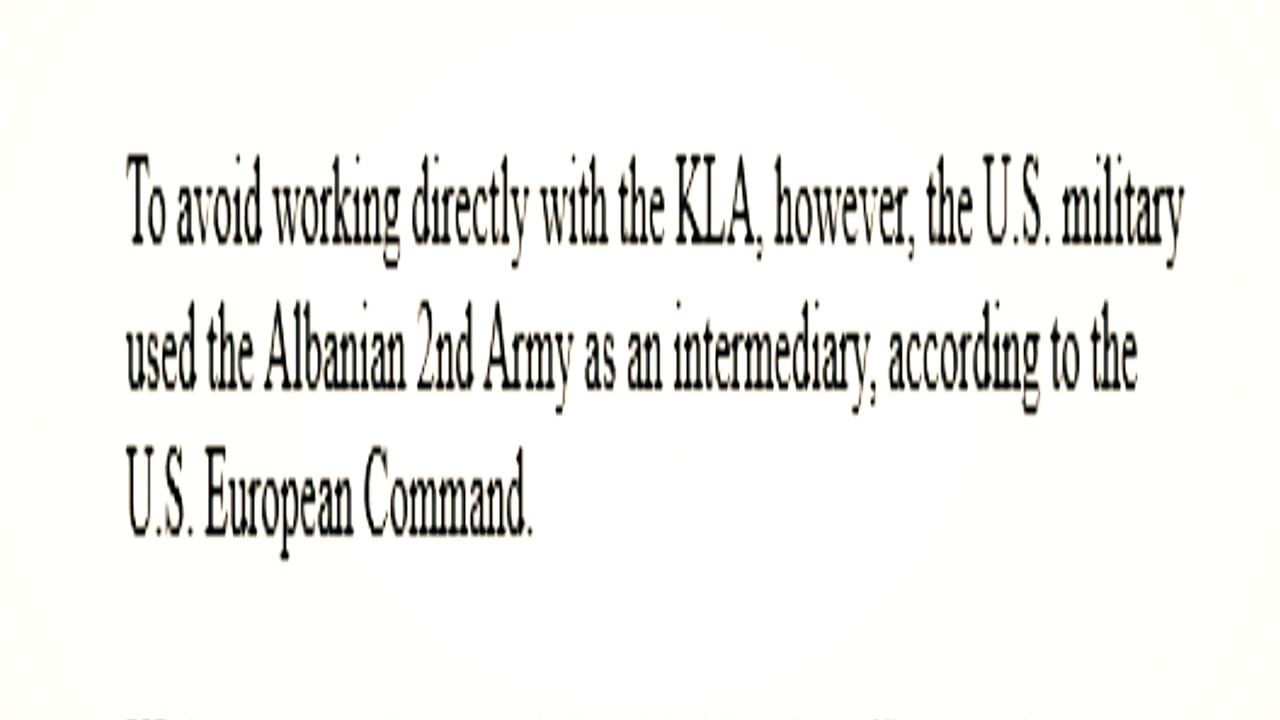 To avoid working directly with the KLA, however, the U.S. military
used the Albanian 2nd Army as an intermediary, according to the
U.S. European Command.